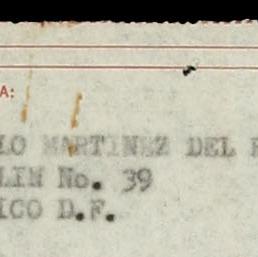 A:
LO MARTINEZ DEL R
LIN No. 39
ICO D.F.